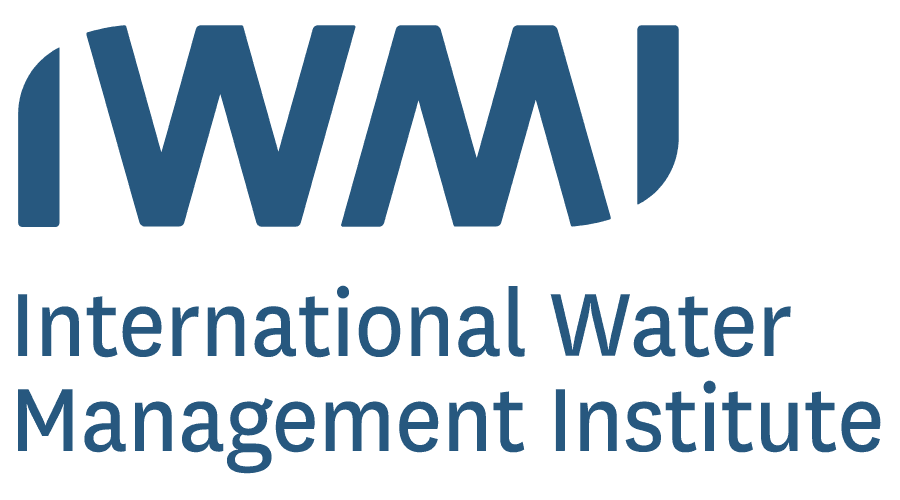 IWMI
International Water
Management Institute